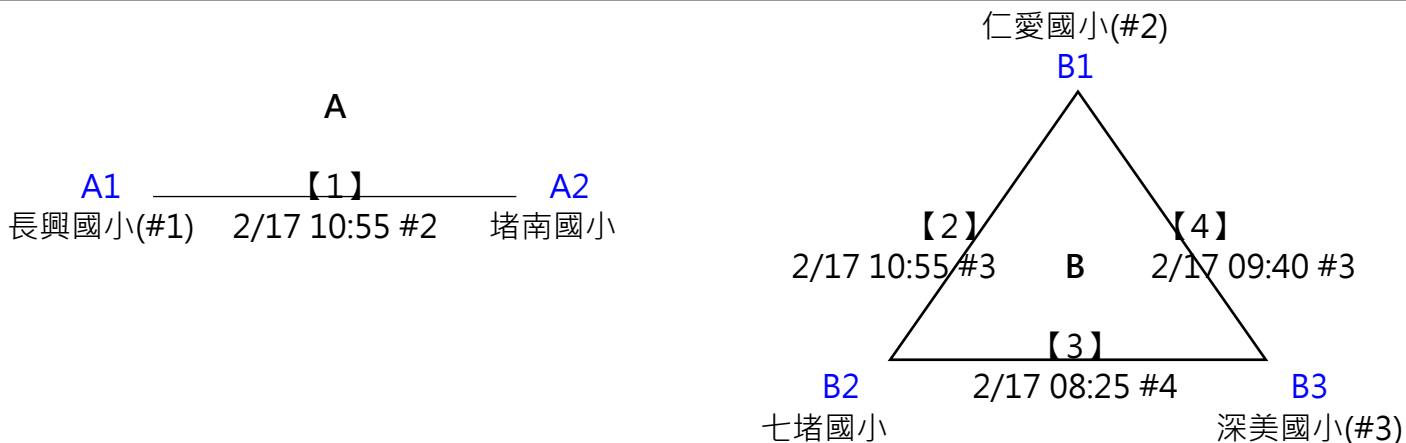 A
A1 【1】 A2
長興國小(#1) 2/17 10:55 #2 堵南國小
仁愛國小(#2)
B1
【2】 【4】
2/17 10:55 #3 B 2/17 09:40 #3
【3】
B2 2/17 08:25 #4 B3
七堵國小 深美國小(#3)